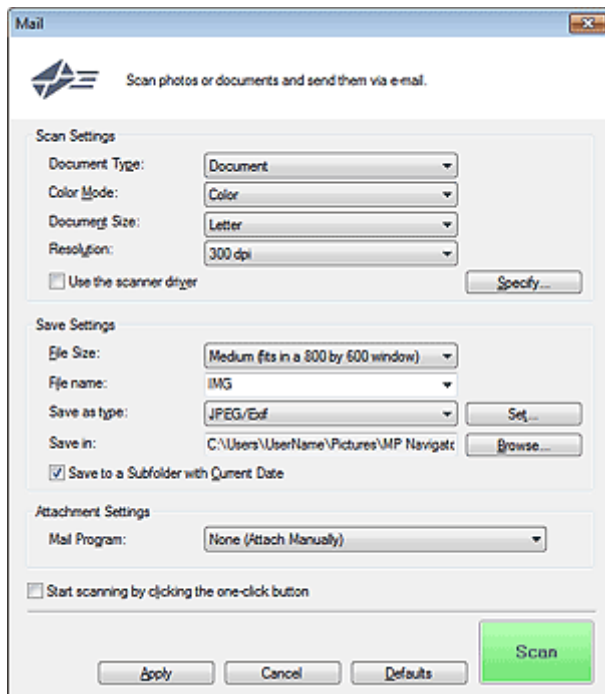 Mail
Scan photos or documents and send them via e-mail.
Scan Settings
Document Type: Document
Color Mode: Color
Document Size: Letter
Resolution: 300 dpi
Use the scanner driver Specify...
Save Settings
File Size: Medium (fits in a 800 by 600 window)
File name: IMG
Save as type: JPEG/Exif Set...
Save in: C:\Users\UserName\Pictures\MP Navigato Browse...
Save to a Subfolder with Current Date
Attachment Settings
Mail Program: None (Attach Manually)
Start scanning by clicking the one-click button
Scan
Apply Cancel Defaults